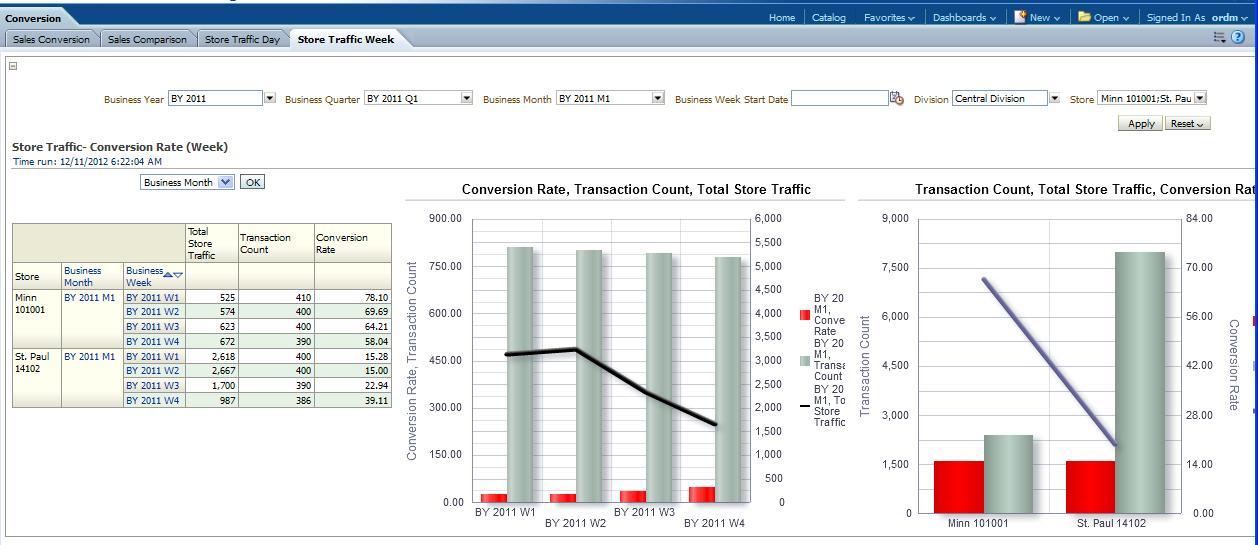 Conversion
Home Catalog Favorites Dashboards New Open Signed In As ordm
Sales Conversion Sales Comparison Store Traffic Day Store Traffic Week
Business Year BY 2011 Business Quarter BY 2011 Q1 Business Month BY 2011 M1 Business Week Start Date Division Central Division Store Minn 101001;St. Pau
Apply Reset
Store Traffic- Conversion Rate (Week)
Time run: 12/11/2012 6:22:04 AM
Business Month OK
Total Store Traffic Transaction Count Conversion Rate
Store Business Month Business Week
Minn 101001 BY 2011 M1 BY 2011 W1 525 410 78.10
BY 2011 W2 574 400 69.69
BY 2011 W3 623 400 64.21
BY 2011 W4 672 390 58.04
St. Paul 14102 BY 2011 M1 BY 2011 W1 2,618 400 15.28
BY 2011 W2 2,667 400 15.00
BY 2011 W3 1,700 390 22.94
BY 2011 W4 987 386 39.11
Conversion Rate, Transaction Count, Total Store Traffic
Conversion Rate, Transaction Count
900.00
750.00
600.00
450.00
300.00
150.00
0.00
6,000
5,500
5,000
4,500
4,000
3,500
3,000
2,500
2,000
1,500
1,000
500
0
BY 2011 W1
BY 2011 W2
BY 2011 W3
BY 2011 W4
BY 20
M1,
Conve
Rate
BY 20
M1,
Transa
Count
BY 20
M1, To
Store
Traffic
Transaction Count, Total Store Traffic, Conversion Rat
Transaction Count
9,000
7,500
6,000
4,500
3,000
1,500
0
84.00
70.00
56.00
42.00
28.00
14.00
0.00
Conversion Rate
Minn 101001
St. Paul 14102